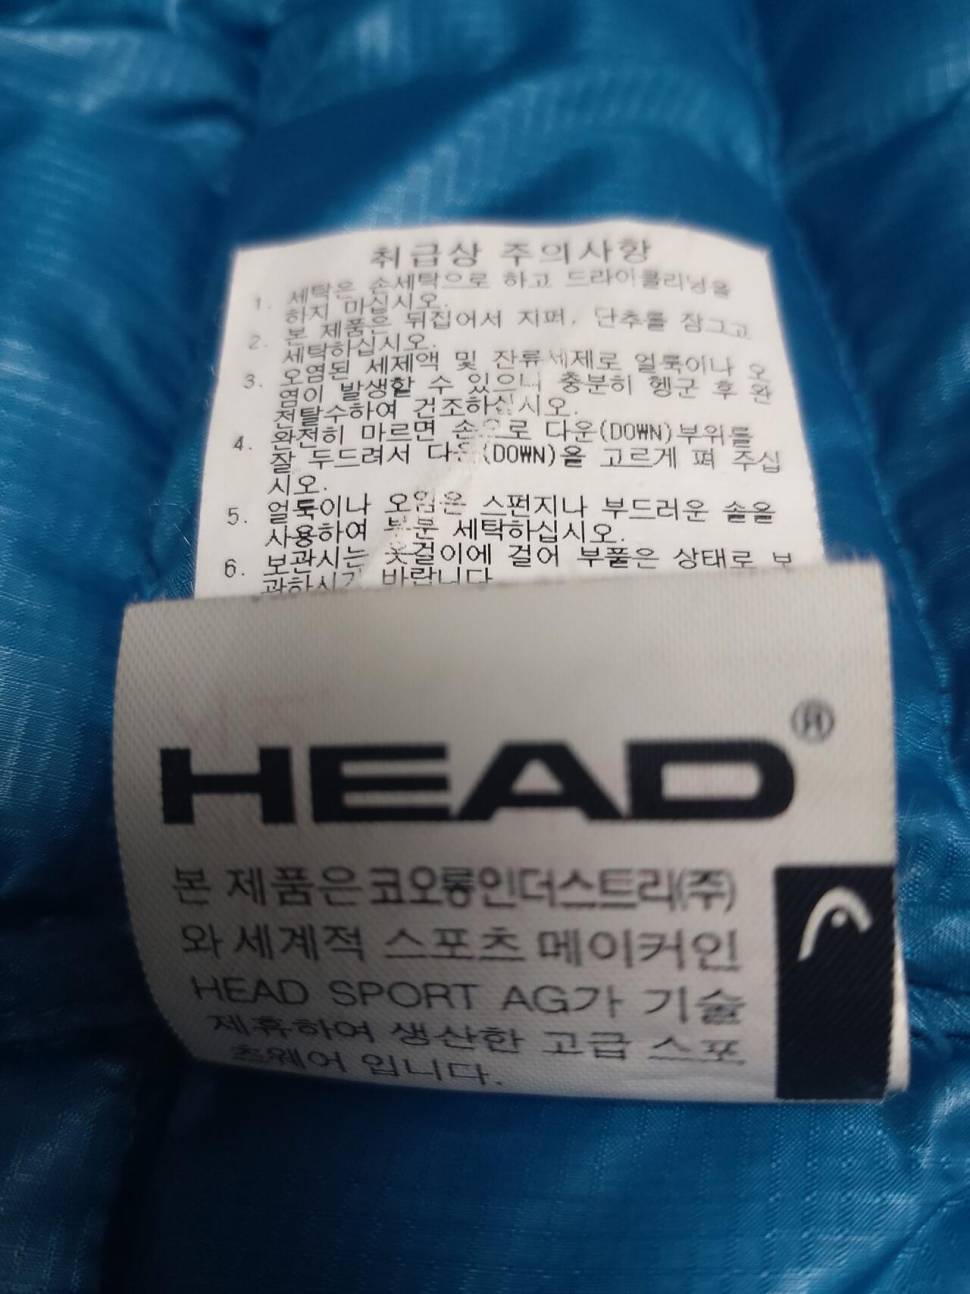 취급상 주의사항
1. 세탁은 손세탁으로 하고 드라이클리닝을
하지 마십시오.
2. 본 제품은 뒤집어서 지퍼, 단추를 잠그고
세탁하십시오.
3. 오염된 세제액 및 잔류세제로 얼룩이나 오
염이 발생할 수 있으니 충분히 헹군 후 완
전탈수하여 건조하십시오.
4. 완전히 마르면 손으로 다운(DOWN)부위를
잘 두드려서 다운(DOWN)을 고르게 펴 주십
시오.
5. 얼룩이나 오염은 스펀지나 부드러운 솔을
사용하여 부분 세탁하십시오.
6. 보관시는 옷걸이에 걸어 부풀은 상태로 보
관하시기 바랍니다
HEAD®
본 제품은 코오롱인더스트리(주)
와 세계적 스포츠 메이커인
HEAD SPORT AG가 기술
제휴하여 생산한 고급 스포
츠웨어 입니다.